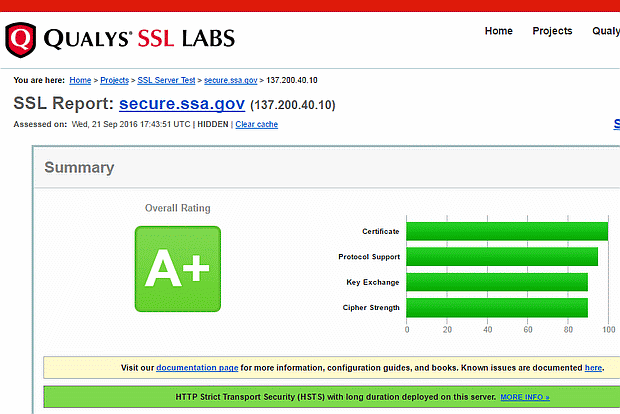 Home Projects Qualy
QUALYS® SSL LABS
You are here: Home > Projects > SSL Server Test > secure.ssa.gov > 137.200.40.10
SSL Report: secure.ssa.gov (137.200.40.10)
Assessed on: Wed, 21 Sep 2016 17:43:51 UTC | HIDDEN | Clear cache
S
Summary
Overall Rating
A+
Certificate
Protocol Support
Key Exchange
Cipher Strength
0 20 40 60 80 100
Visit our documentation page for more information, configuration guides, and books. Known issues are documented here.
HTTP Strict Transport Security (HSTS) with long duration deployed on this server. MORE INFO »